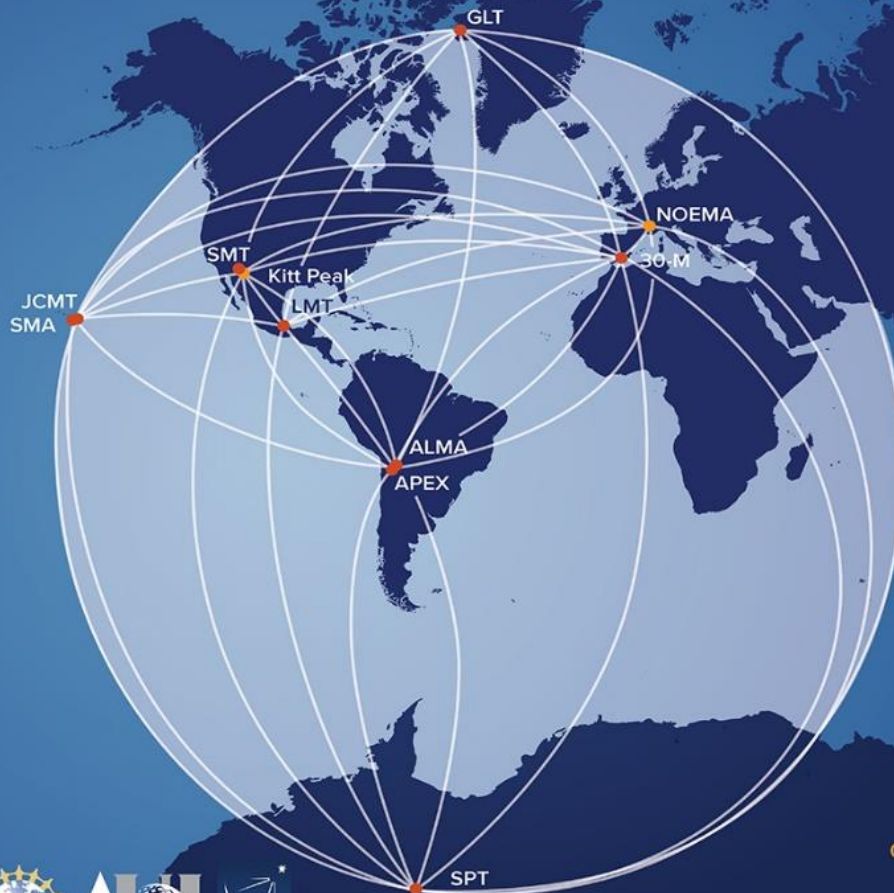 GLT
NOEMA
SMT
30-M
Kitt Peak
JCMT
LMT
SMA
ALMA
APEX
SPT